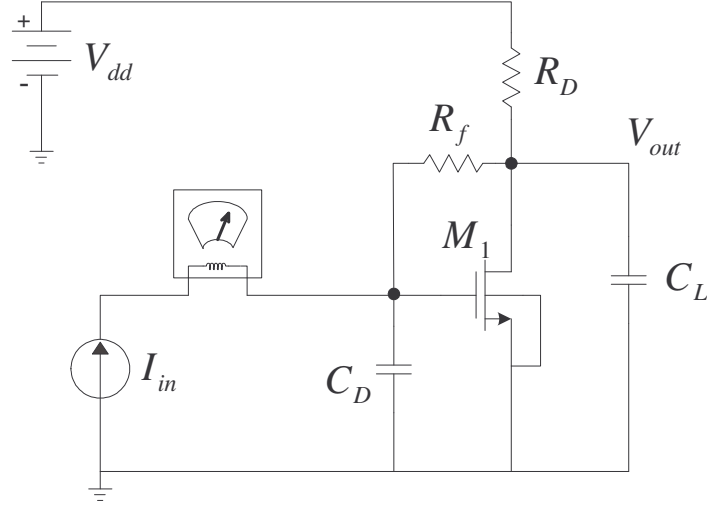 +
V_dd
-
R_D
R_f
V_out
M_1
C_L
I_in
C_D